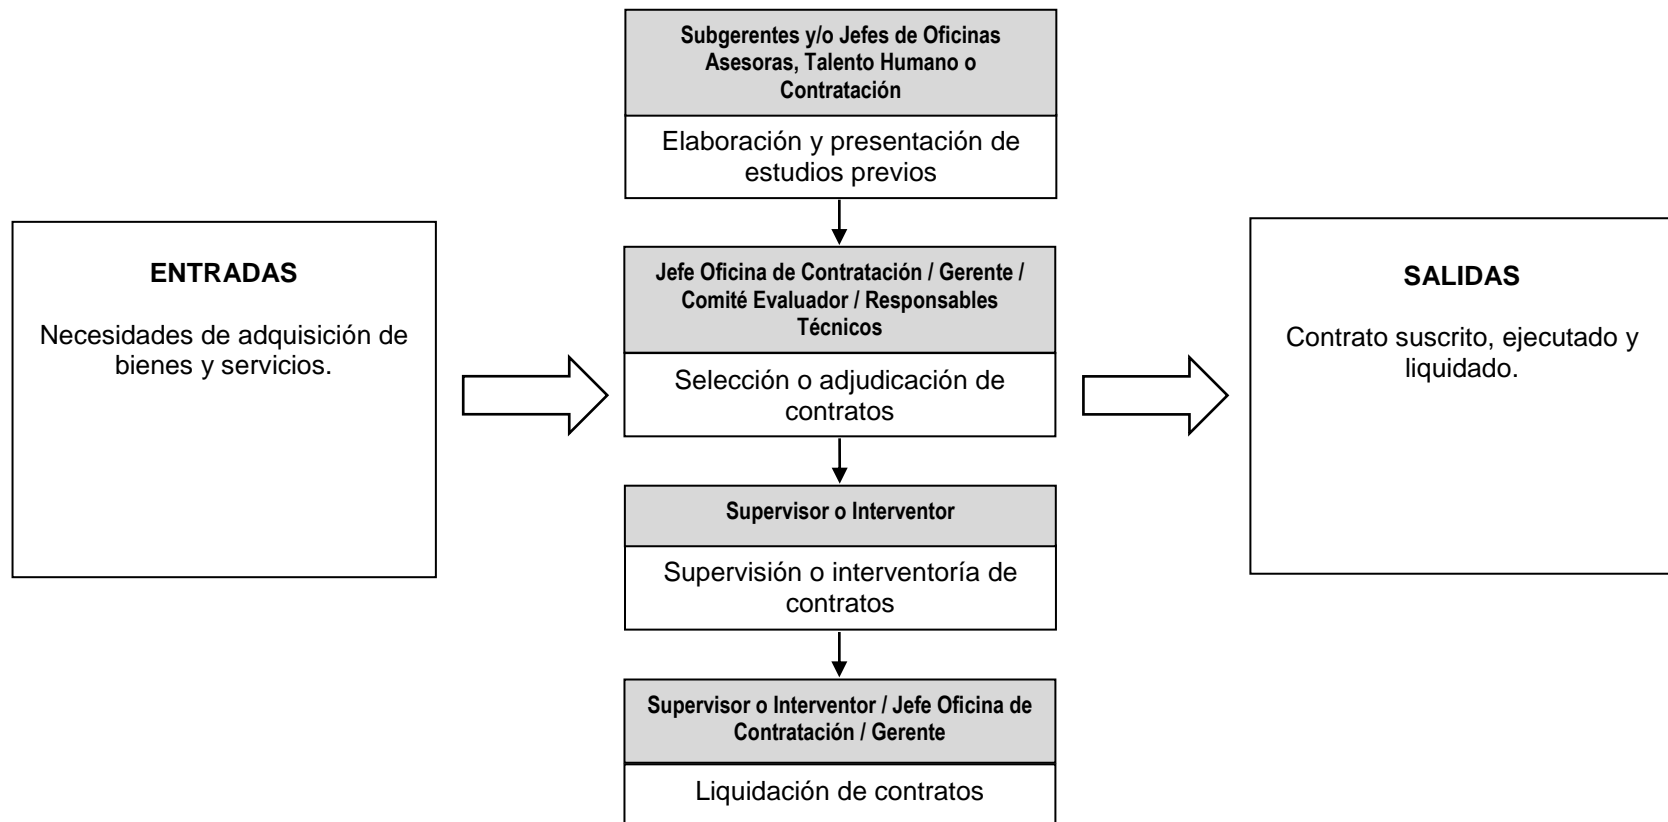 Subgerentes y/o Jefes de Oficinas
Asesoras, Talento Humano o
Contratación
Elaboración y presentación de
estudios previos
ENTRADAS
Necesidades de adquisición de
bienes y servicios.
Jefe Oficina de Contratación / Gerente /
Comité Evaluador / Responsables
Técnicos
Selección o adjudicación de
contratos
SALIDAS
Contrato suscrito, ejecutado y
liquidado.
Supervisor o Interventor
Supervisión o interventoría de
contratos
Supervisor o Interventor / Jefe Oficina de
Contratación / Gerente
Liquidación de contratos